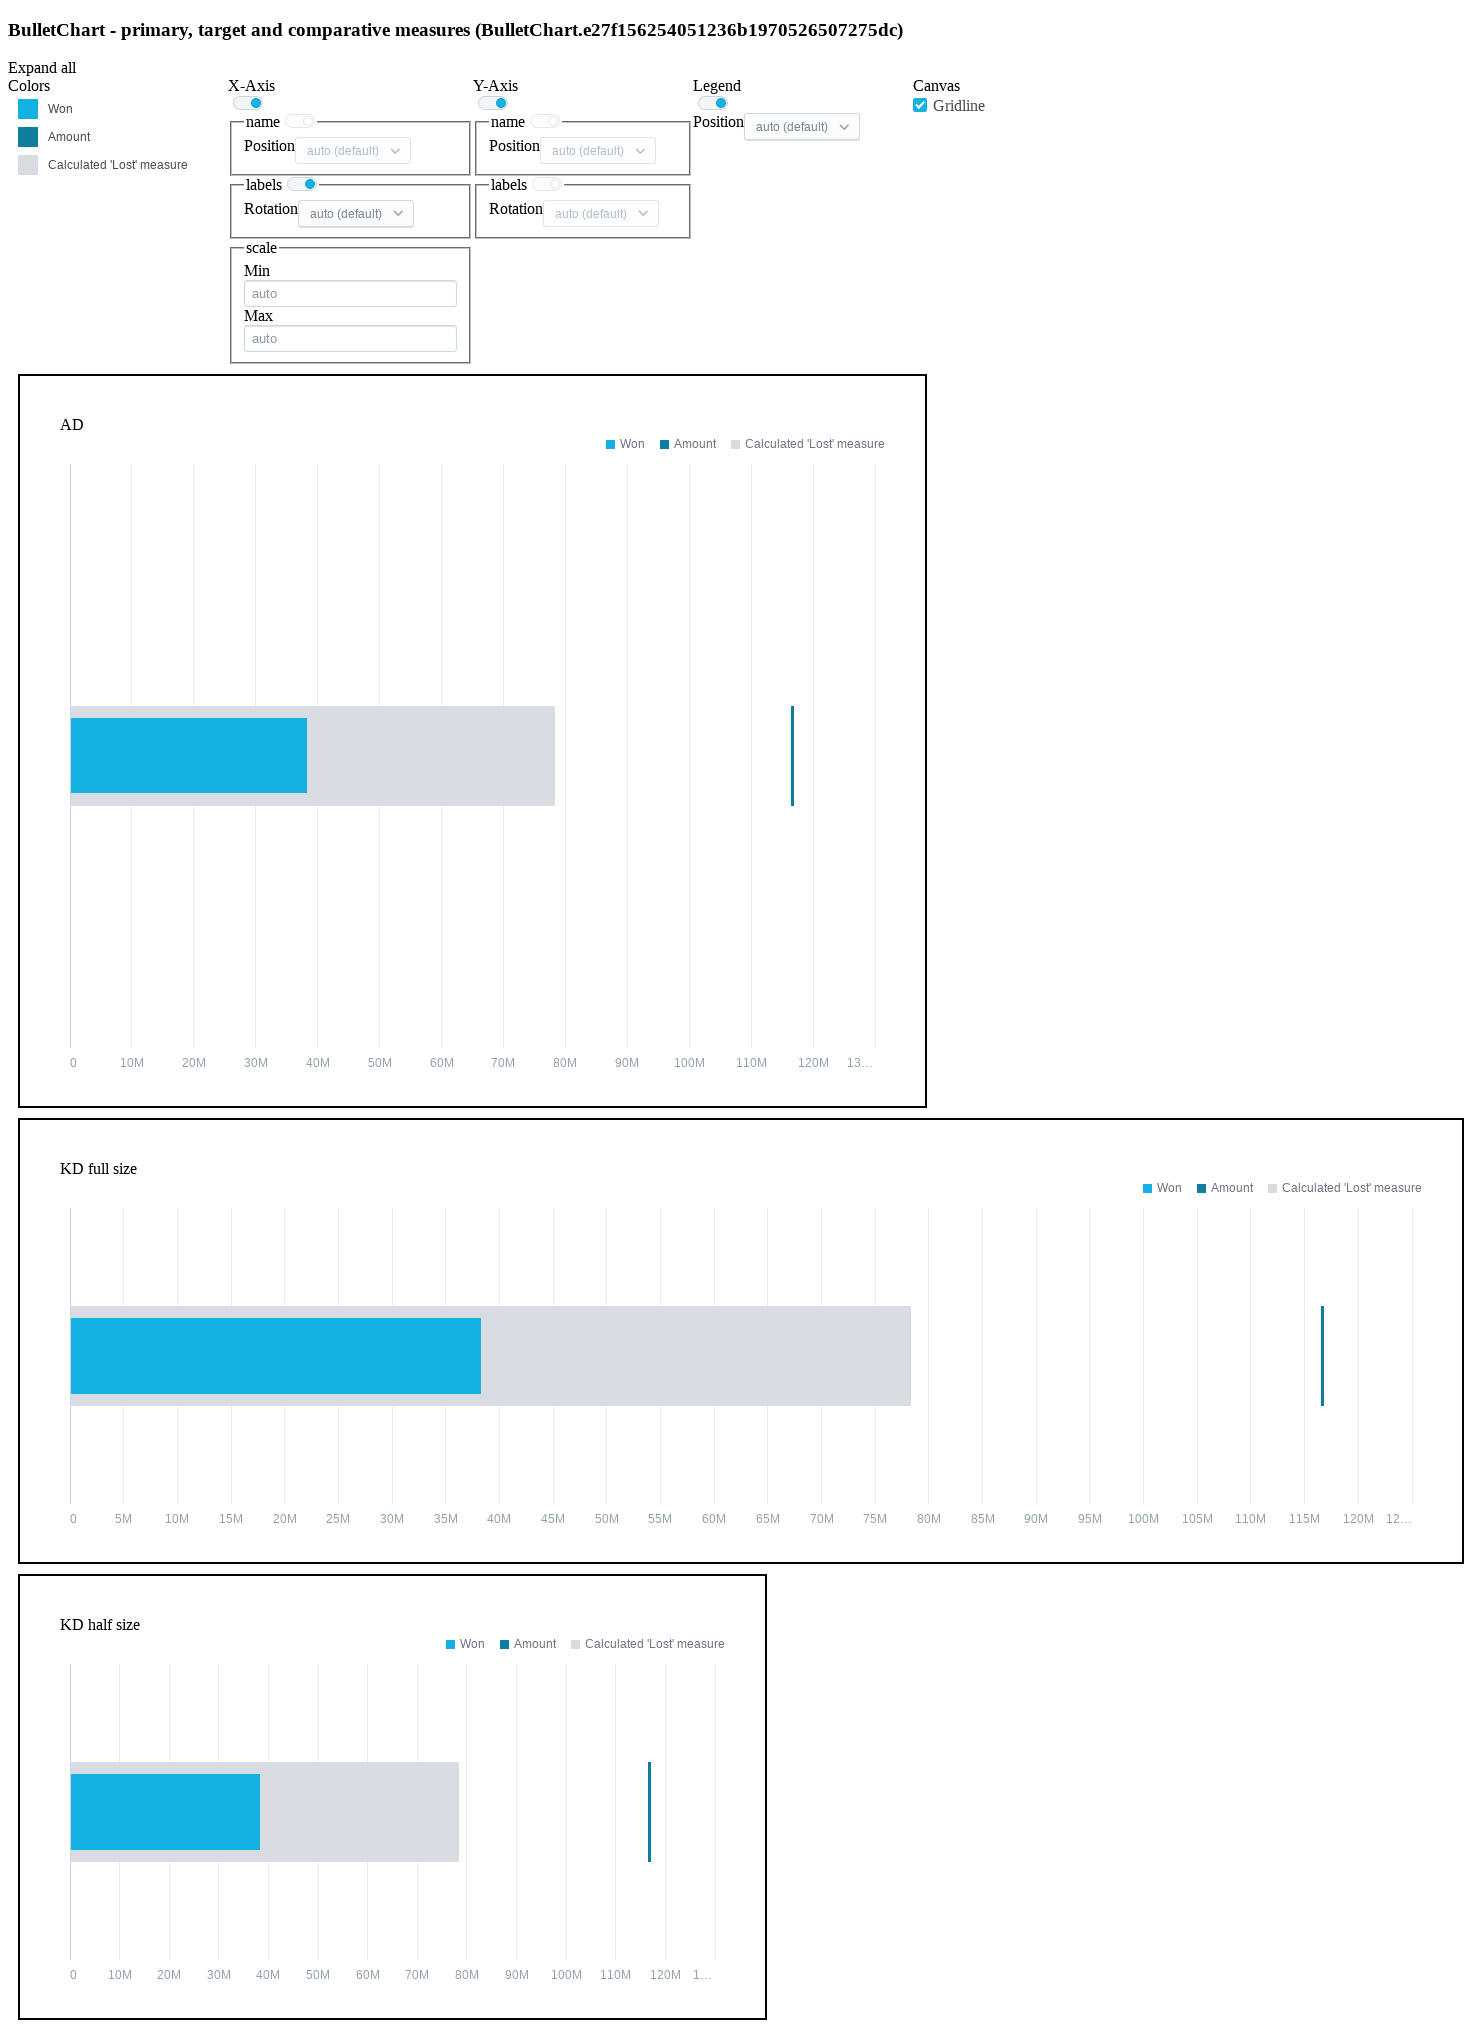 BulletChart - primary, target and comparative measures (BulletChart.e27f156254051236b1970526507275dc)
Expand all
Colors
Won
Amount
Calculated 'Lost' measure
X-Axis
name
Position auto (default)
labels
Rotation auto (default)
scale
Min
auto
Max
auto
Y-Axis
name
Position auto (default)
labels
Rotation auto (default)
Legend
Position auto (default)
Canvas
Gridline
AD
Won Amount Calculated 'Lost' measure
0 10M 20M 30M 40M 50M 60M 70M 80M 90M 100M 110M 120M 13…
KD full size
Won Amount Calculated 'Lost' measure
0 5M 10M 15M 20M 25M 30M 35M 40M 45M 50M 55M 60M 65M 70M 75M 80M 85M 90M 95M 100M 105M 110M 115M 120M 12…
KD half size
Won Amount Calculated 'Lost' measure
0 10M 20M 30M 40M 50M 60M 70M 80M 90M 100M 110M 120M 1…